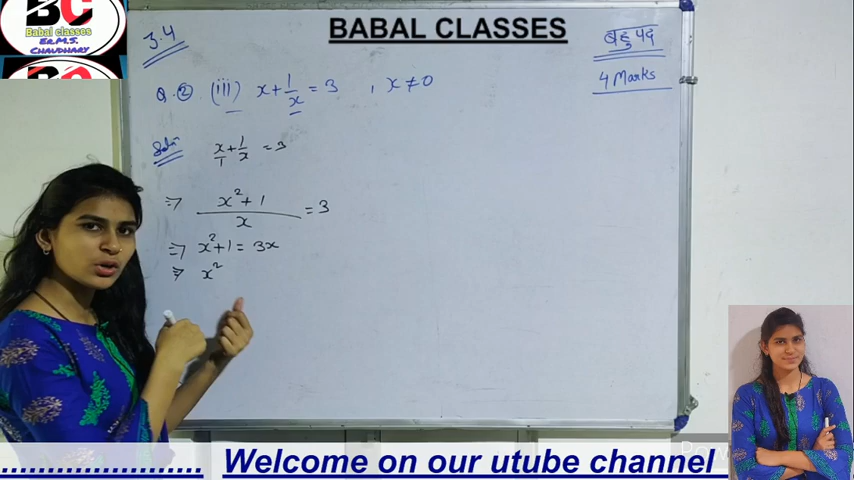 BC
Babal classes
ER.M.S.
CHAUDHARY
BABAL CLASSES
3.4
बहुपद
4 Marks
Q. ② (iii) x + 1/x = 3 , x ≠ 0
Soln
x/1 + 1/x = 3
⇒ (x² + 1)/x = 3
⇒ x² + 1 = 3x
⇒ x²
...................... Welcome on our utube channel